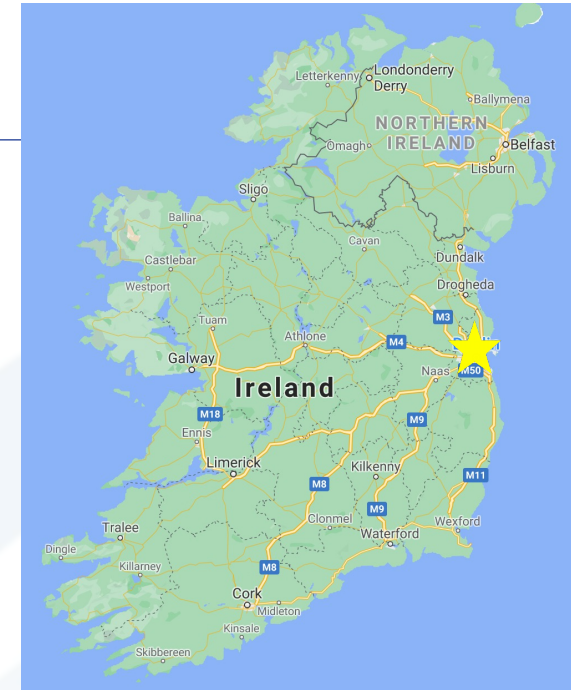 Letterkenny
Londonderry
Derry
Ballymena
NORTHERN
IRELAND
Belfast
Omagh
Lisburn
Sligo
Ballina
Cavan
Dundalk
Castlebar
Westport
Drogheda
Tuam
M3
Athlone
M4
Galway
Naas
M50
Ireland
M18
M9
Ennis
Limerick
Kilkenny
M11
M8
M9
Clonmel
Wexford
Tralee
Waterford
Dingle
Killarney
M8
Cork
Midleton
Kinsale
Skibbereen